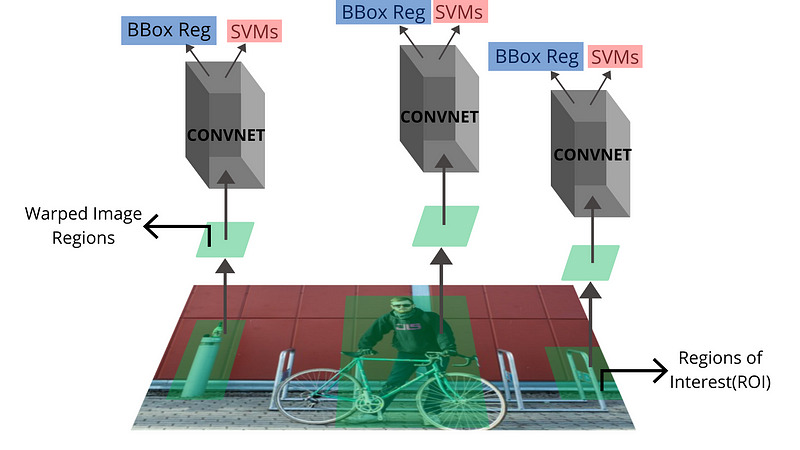 BBox Reg
SVMs
BBox Reg
SVMs
BBox Reg
SVMs
CONVNET
CONVNET
CONVNET
Warped Image
Regions
Regions of
Interest(ROI)